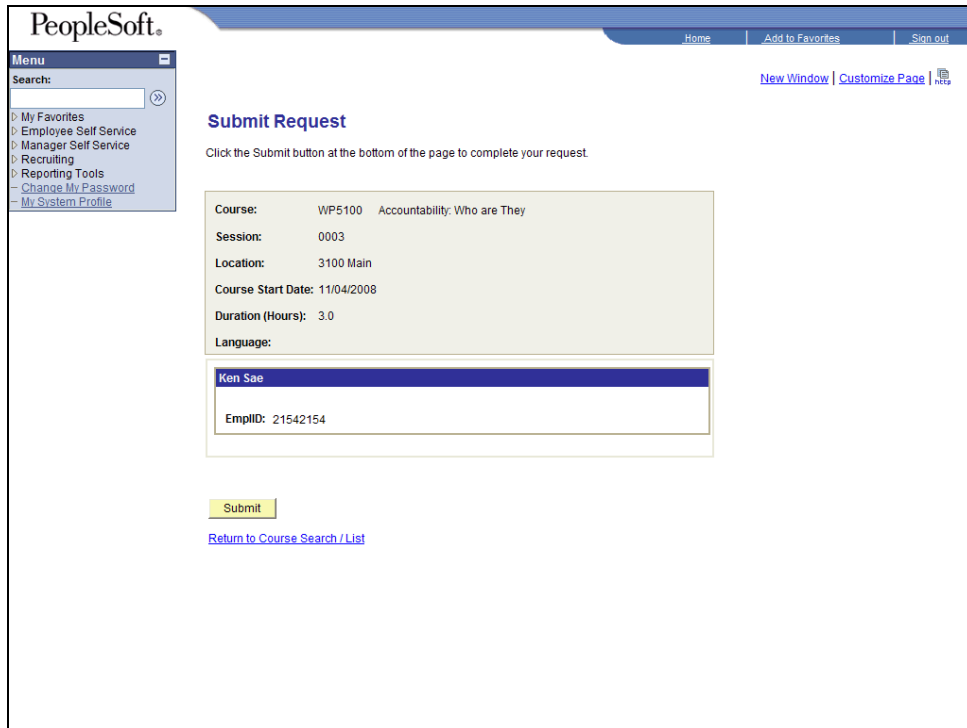 PeopleSoft®
Home Add to Favorites Sign out
Menu
Search:
New Window | Customize Page | http
My Favorites
Employee Self Service
Manager Self Service
Recruiting
Reporting Tools
Change My Password
My System Profile
Submit Request
Click the Submit button at the bottom of the page to complete your request.
Course: WP5100 Accountability: Who are They
Session: 0003
Location: 3100 Main
Course Start Date: 11/04/2008
Duration (Hours): 3.0
Language:
Ken Sae
EmplID: 21542154
Submit
Return to Course Search / List